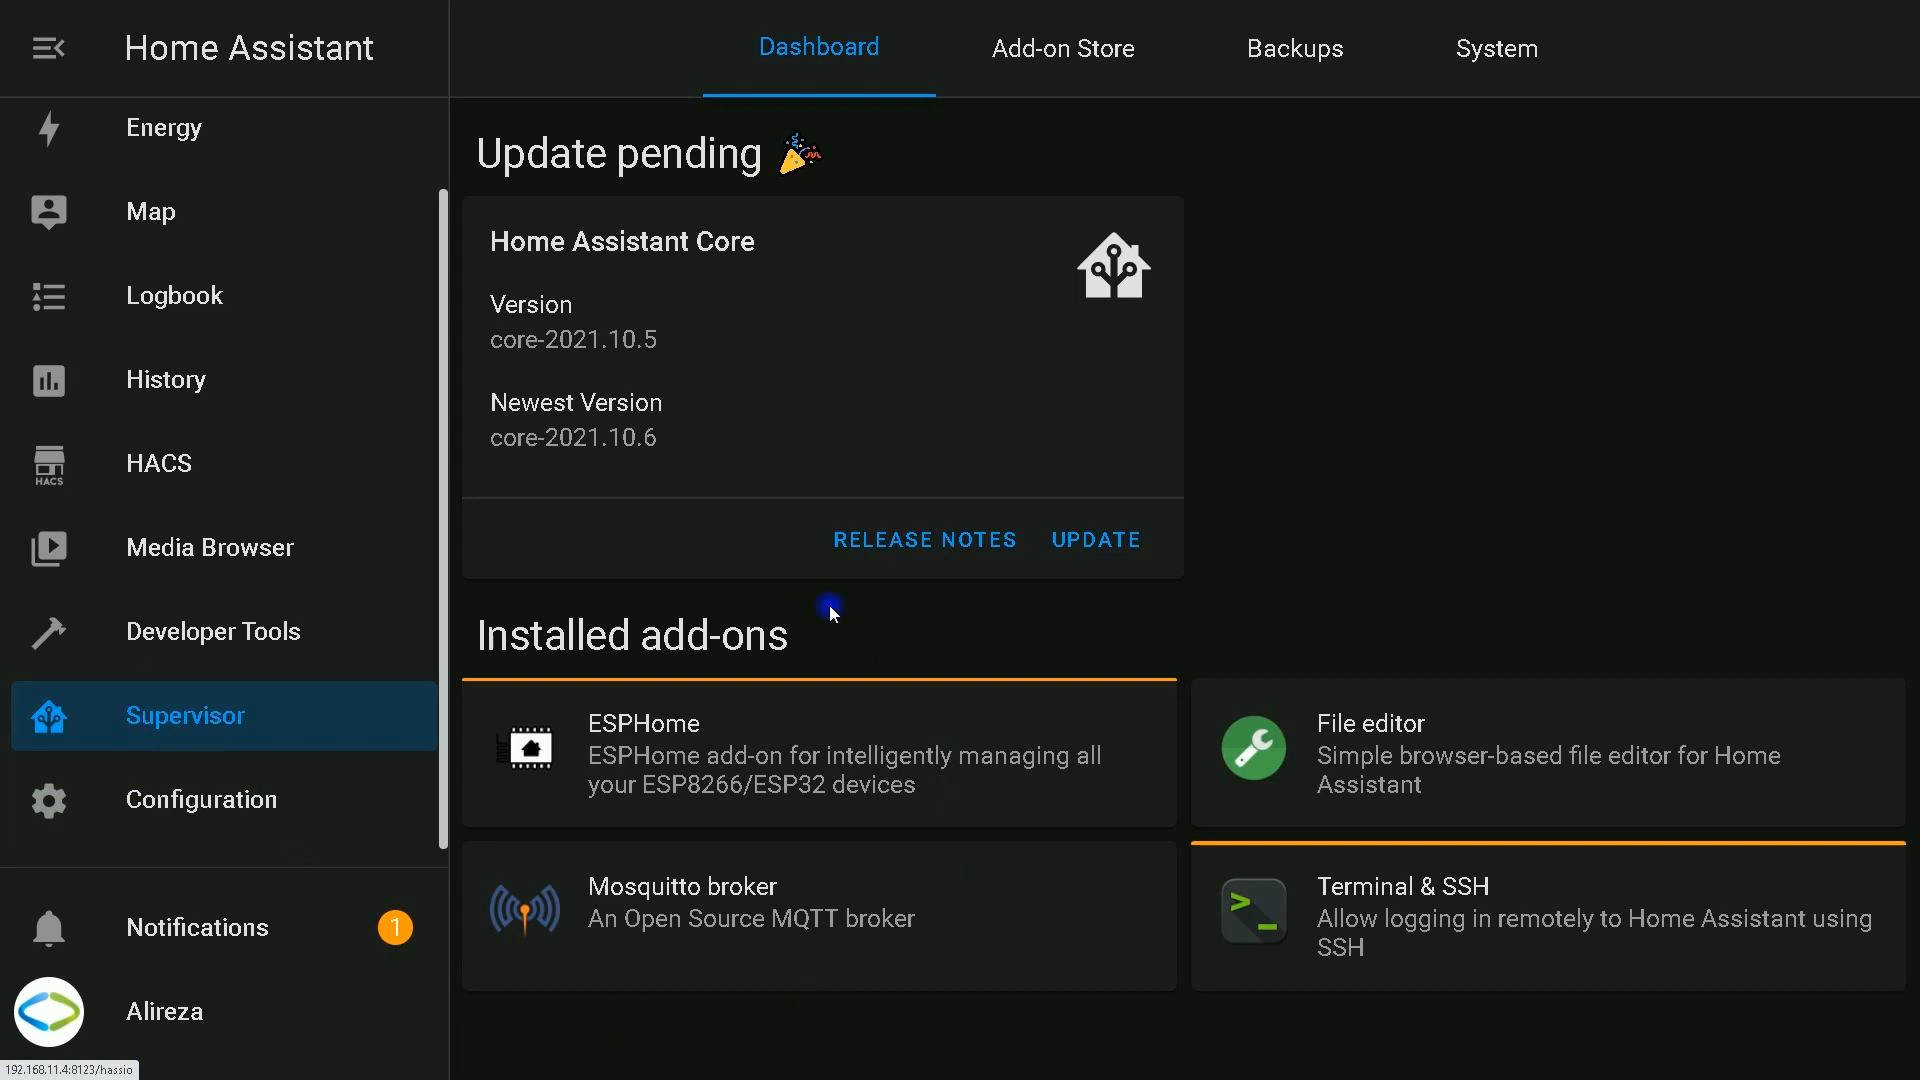 Home Assistant
Dashboard
Add-on Store
Backups
System
Energy
Map
Logbook
History
HACS
HACS
Media Browser
Developer Tools
Supervisor
Configuration
Notifications
1
Alireza
192.168.11.4:8123/hassio
Update pending
Home Assistant Core
Version
core-2021.10.5
Newest Version
core-2021.10.6
RELEASE NOTES
UPDATE
Installed add-ons
ESPHome
ESPHome add-on for intelligently managing all
your ESP8266/ESP32 devices
File editor
Simple browser-based file editor for Home
Assistant
Mosquitto broker
An Open Source MQTT broker
Terminal & SSH
Allow logging in remotely to Home Assistant using
SSH